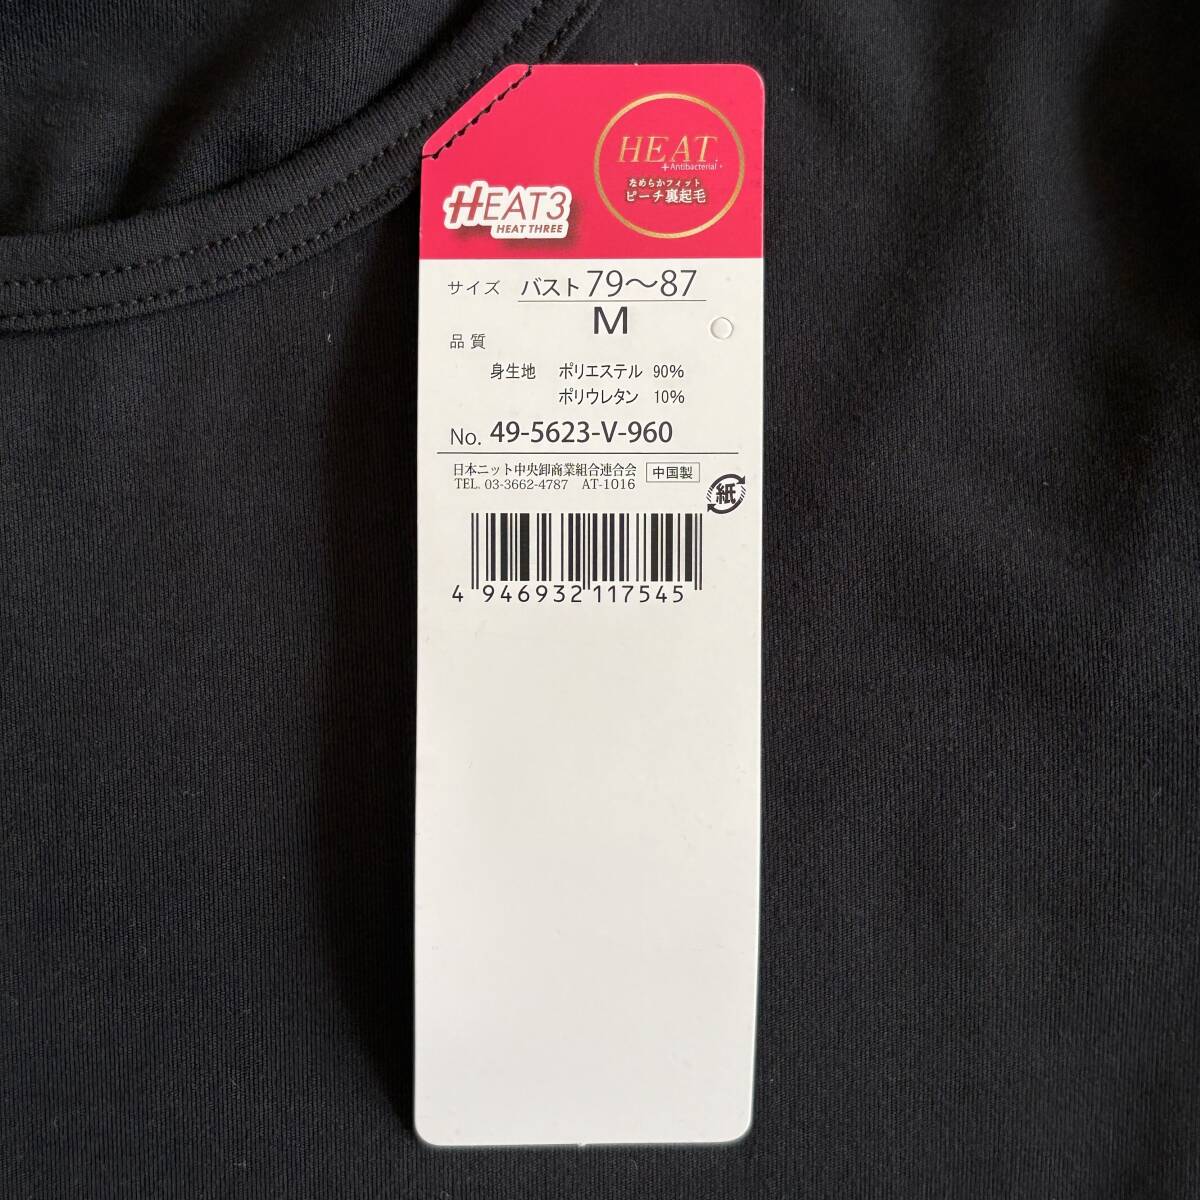 HEAT
+Antibacterial+
なめらかフィット
ピーチ裏起毛
HEAT3
HEAT THREE
サイズ バスト 79〜87
M
品質
身生地 ポリエステル 90%
ポリウレタン 10%
No. 49-5623-V-960
日本ニット中央卸商業組合連合会 中国製
TEL. 03-3662-4787 AT-1016
紙
4 946932 117545